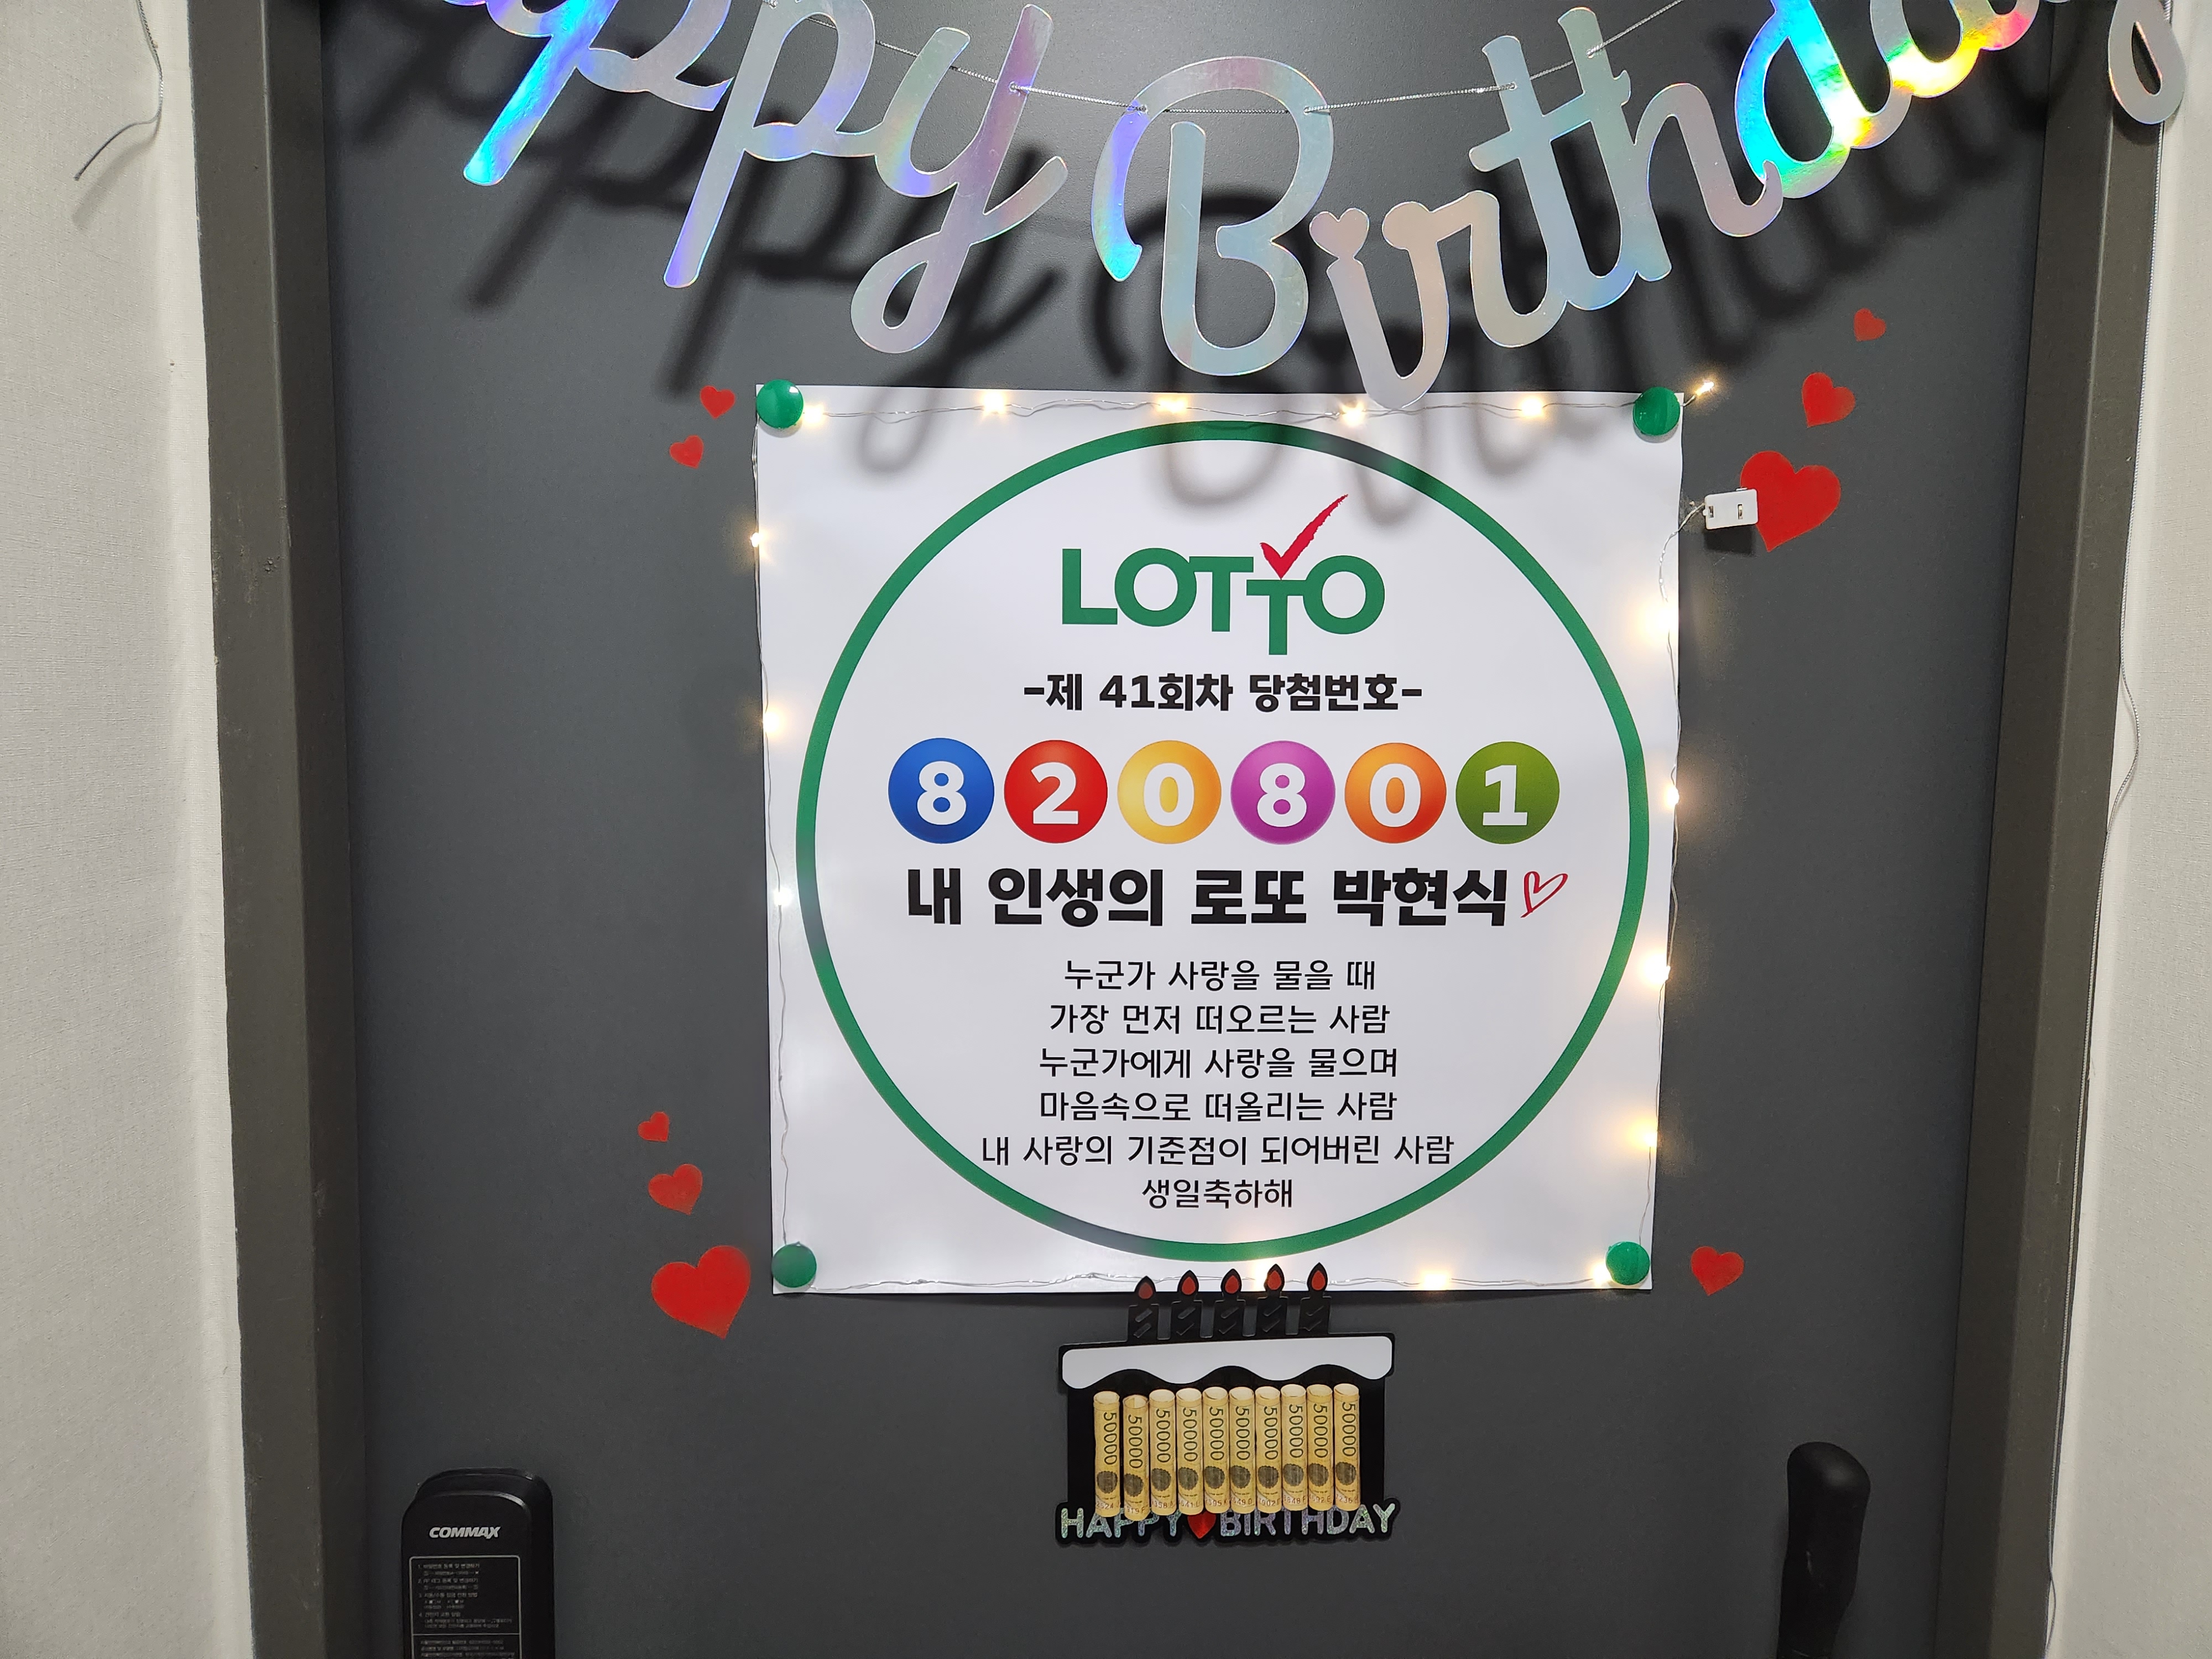 ppy Birthday
LOTTO
-제 41회차 당첨번호-
8 2 0 8 0 1
내 인생의 로또 박현식
누군가 사랑을 물을 때
가장 먼저 떠오르는 사람
누군가에게 사랑을 물으며
마음속으로 떠올리는 사람
내 사랑의 기준점이 되어버린 사람
생일축하해
50000 50000 50000 50000 50000 50000 50000 50000 50000 50000
HAPPY BIRTHDAY
COMMAX